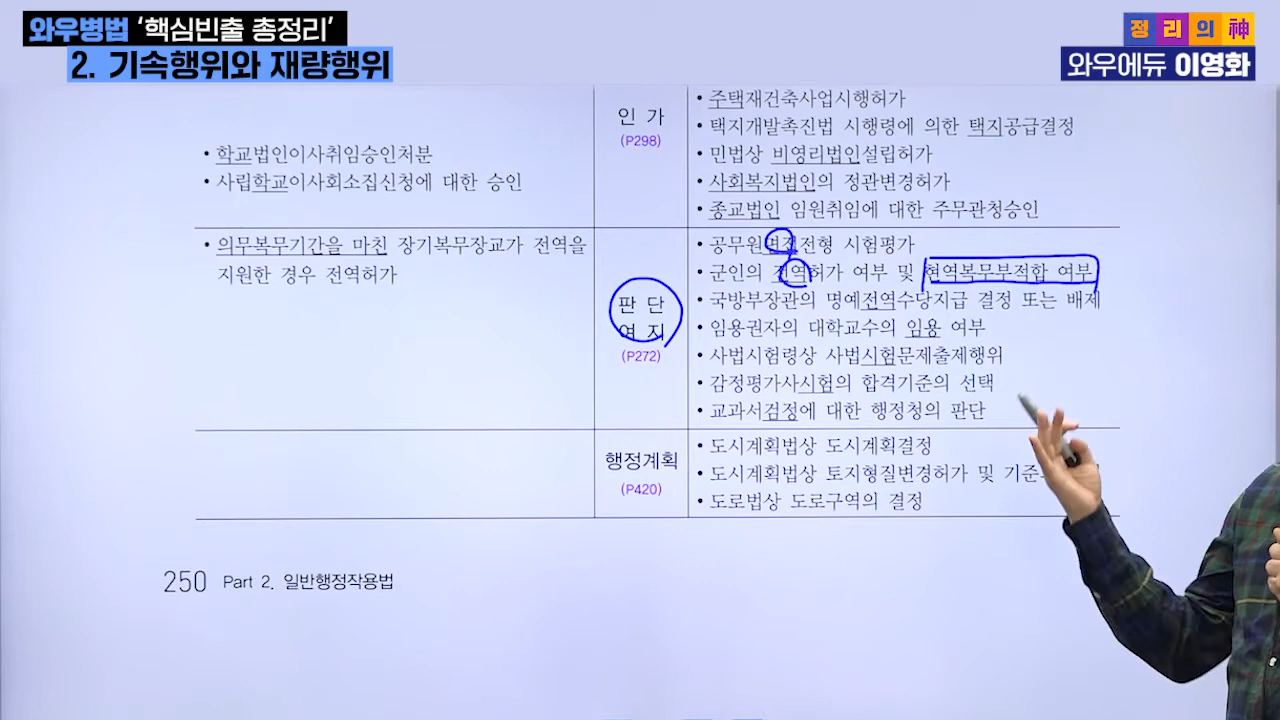 와우병법 '핵심빈출 총정리'
2. 기속행위와 재량행위
정리의神
와우에듀 이영화
• 학교법인이사취임승인처분
• 사립학교이사회소집신청에 대한 승인
인 가
(P298)
• 주택재건축사업시행허가
• 택지개발촉진법 시행령에 의한 택지공급결정
• 민법상 비영리법인설립허가
• 사회복지법인의 정관변경허가
• 종교법인 임원취임에 대한 주무관청승인
• 의무복무기간을 마친 장기복무장교가 전역을
지원한 경우 전역허가
판 단
여 지
(P272)
• 공무원면접전형 시험평가
• 군인의 전역허가 여부 및 현역복무부적합 여부
• 국방부장관의 명예전역수당지급 결정 또는 배제
• 임용권자의 대학교수의 임용 여부
• 사법시험령상 사법시험문제출제행위
• 감정평가사시험의 합격기준의 선택
• 교과서검정에 대한 행정청의 판단
행정계획
(P420)
• 도시계획법상 도시계획결정
• 도시계획법상 토지형질변경허가 및
• 도로법상 도로구역의 결정
250 Part 2. 일반행정작용법